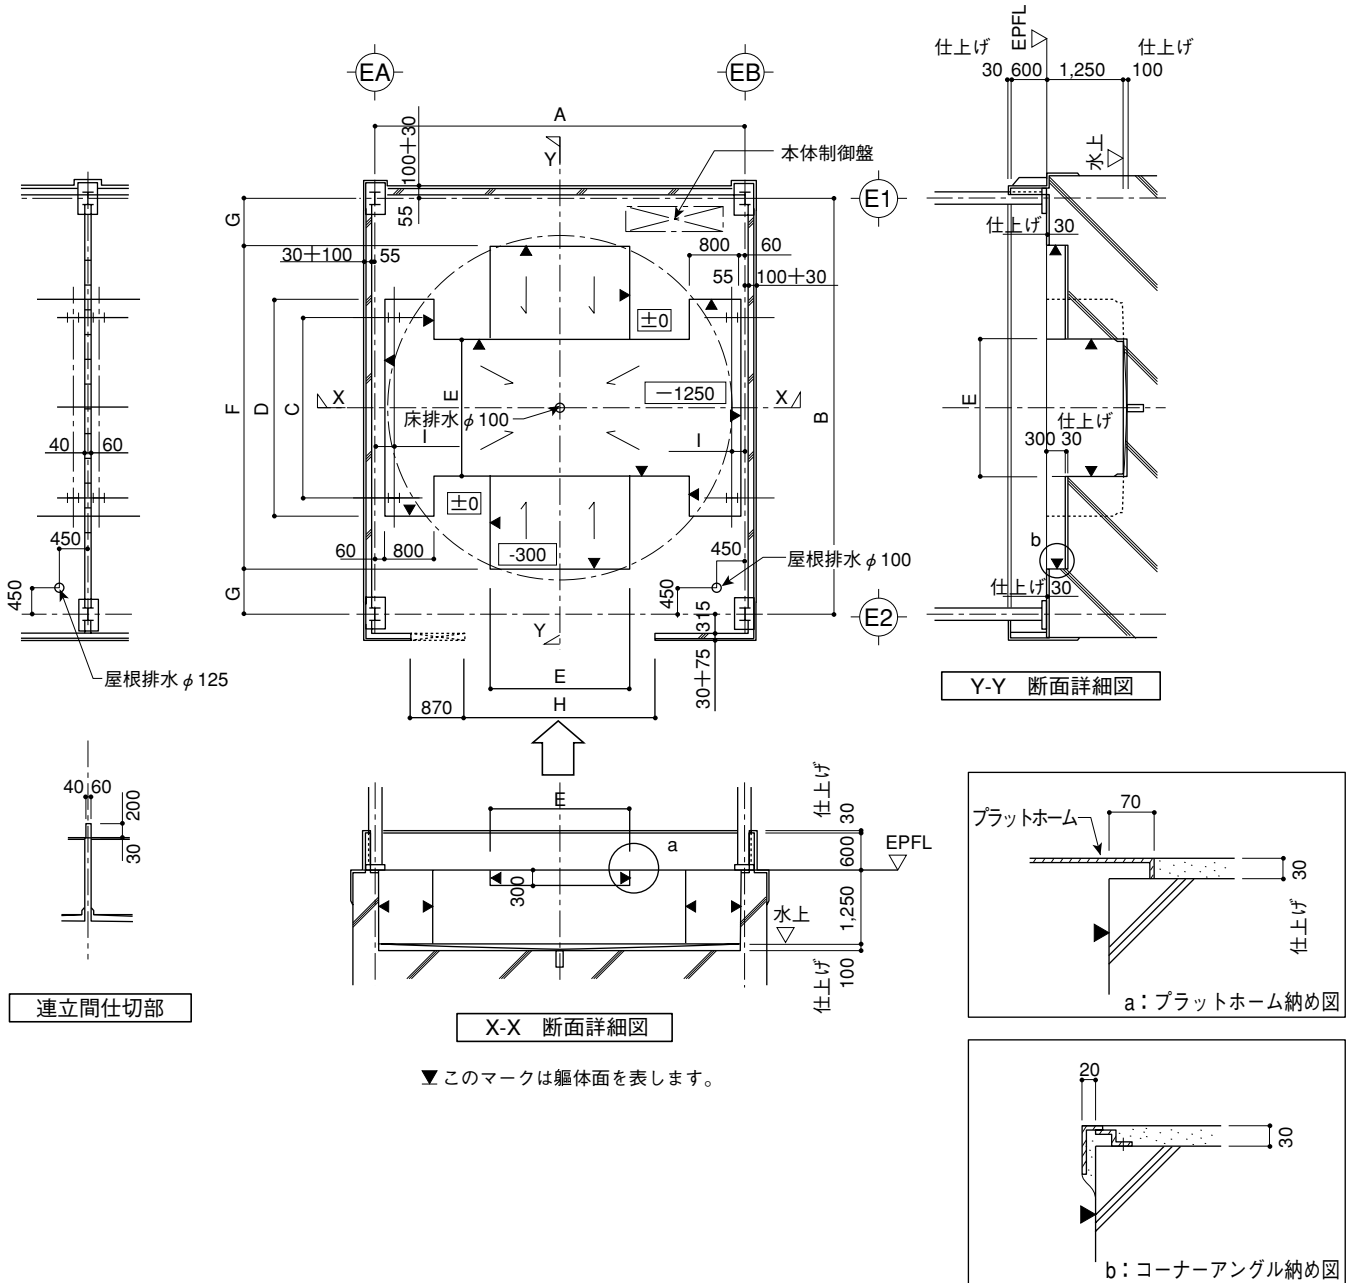 EA
EB
A
100+30
55
Y
本体制御盤
E1
G
30+100
55
800
60
55
100+30
±0
F
D
C
E
X
-1250
X
B
床排水φ100
I
I
±0
-300
60
800
450
屋根排水φ100
450
315
30+75
G
E2
Y
E
870
H
40
60
450
450
屋根排水φ125
仕上げ
EPFL
仕上げ
30
600
1,250
100
水上
仕上げ
30
E
仕上げ
300
30
b
仕上げ
30
Y-Y 断面詳細図
40
60
200
30
連立間仕切部
E
a
300
仕上げ
30
600
EPFL
1,250
水上
仕上げ
100
X-X 断面詳細図
▼このマークは躯体面を表します。
プラットホーム
70
30
仕上げ
a:プラットホーム納め図
20
30
b:コーナーアングル納め図